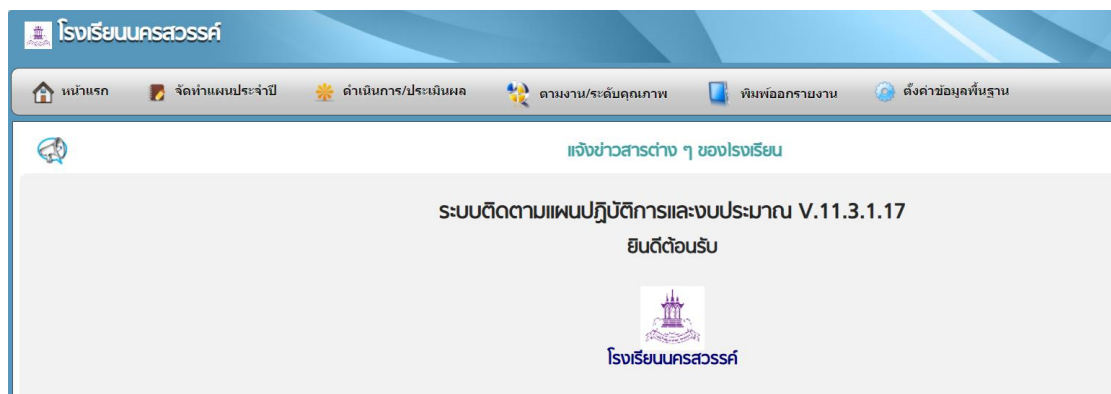 โรงเรียนนครสวรรค์
หน้าแรก จัดทำแผนประจำปี ดำเนินการ/ประเมินผล ตามงาน/ระดับคุณภาพ พิมพ์ออกรายงาน ตั้งค่าข้อมูลพื้นฐาน
แจ้งข่าวสารต่าง ๆ ของโรงเรียน
ระบบติดตามแผนปฏิบัติการและงบประมาณ V.11.3.1.17
ยินดีต้อนรับ
โรงเรียนนครสวรรค์